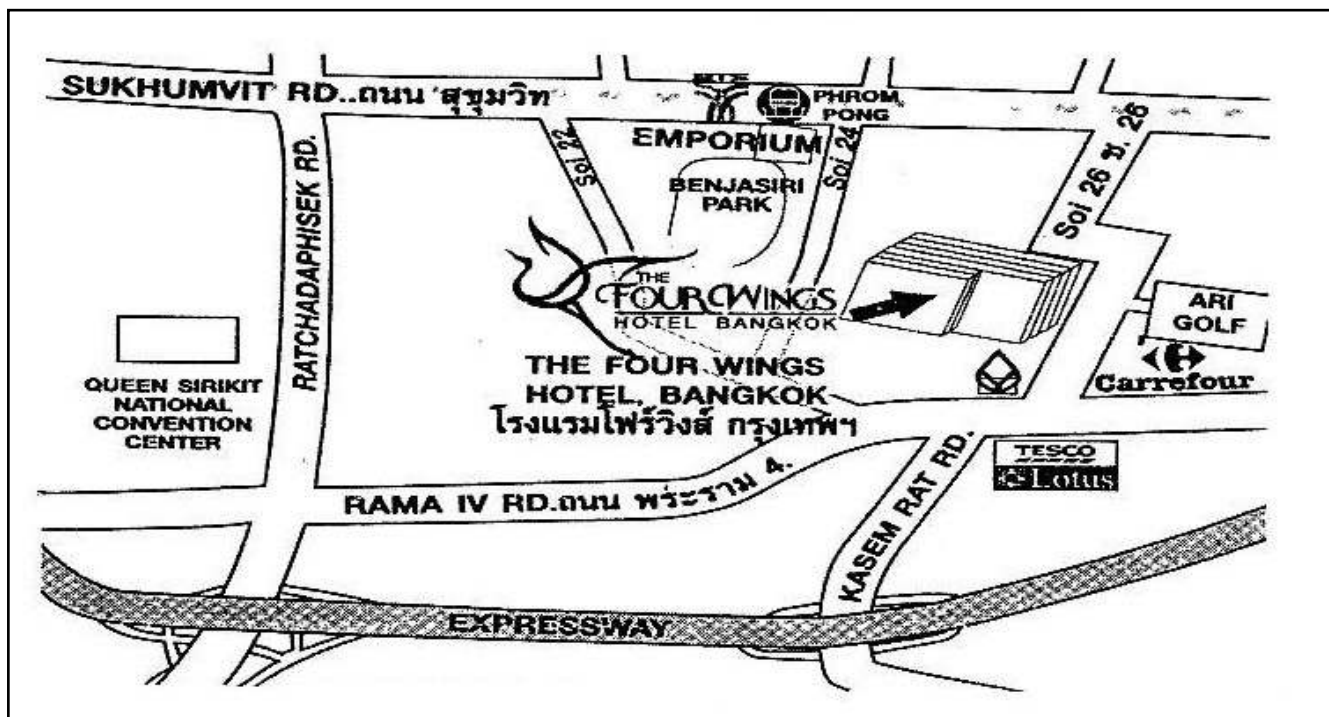 SUKHUMVIT RD..ถนน สุขุมวิท
BTS
PHROM
PONG
EMPORIUM
BENJASIRI
PARK
Soi 22
Soi 24
Soi 26 ซ. 26
RATCHADAPHISEK RD.
THE
FOUR WINGS
HOTEL BANGKOK
THE FOUR WINGS
HOTEL, BANGKOK
โรงแรมโฟร์วิงส์ กรุงเทพฯ
QUEEN SIRIKIT
NATIONAL
CONVENTION
CENTER
ARI
GOLF
Carrefour
TESCO
Lotus
RAMA IV RD.ถนน พระราม 4.
KASEM RAT RD.
EXPRESSWAY